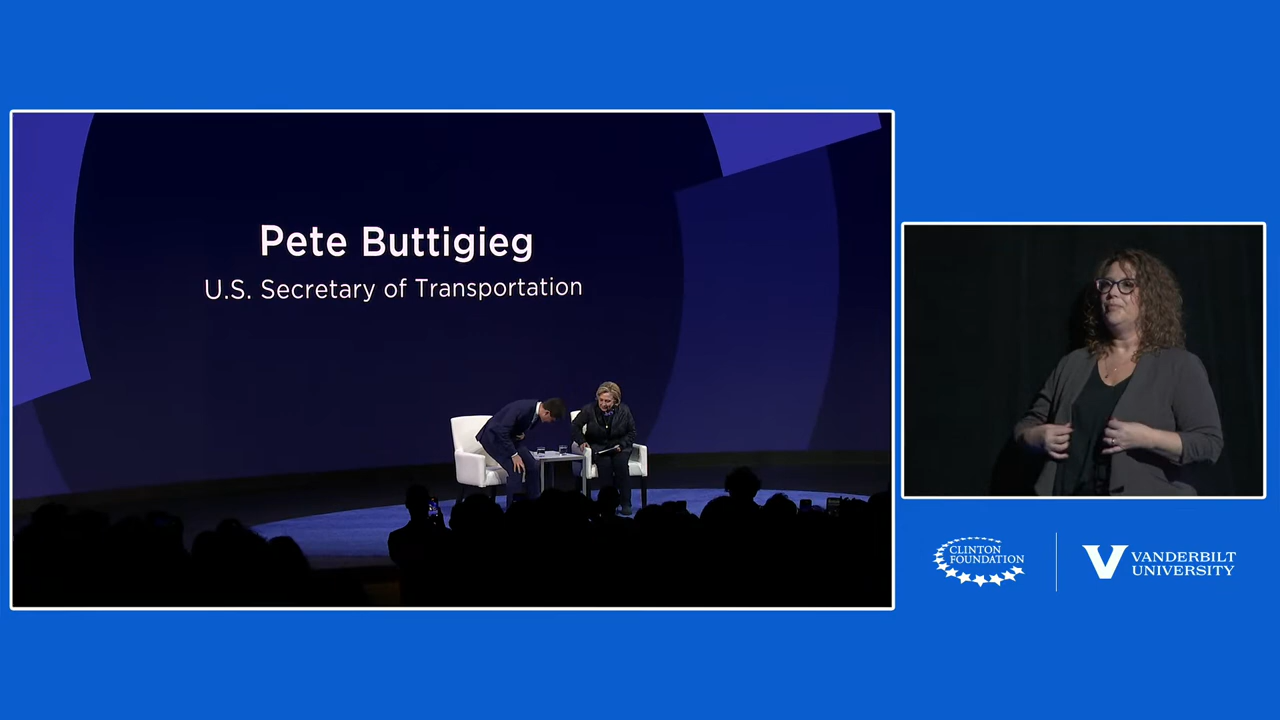 Pete Buttigieg
U.S. Secretary of Transportation
CLINTON
FOUNDATION
VANDERBILT
UNIVERSITY